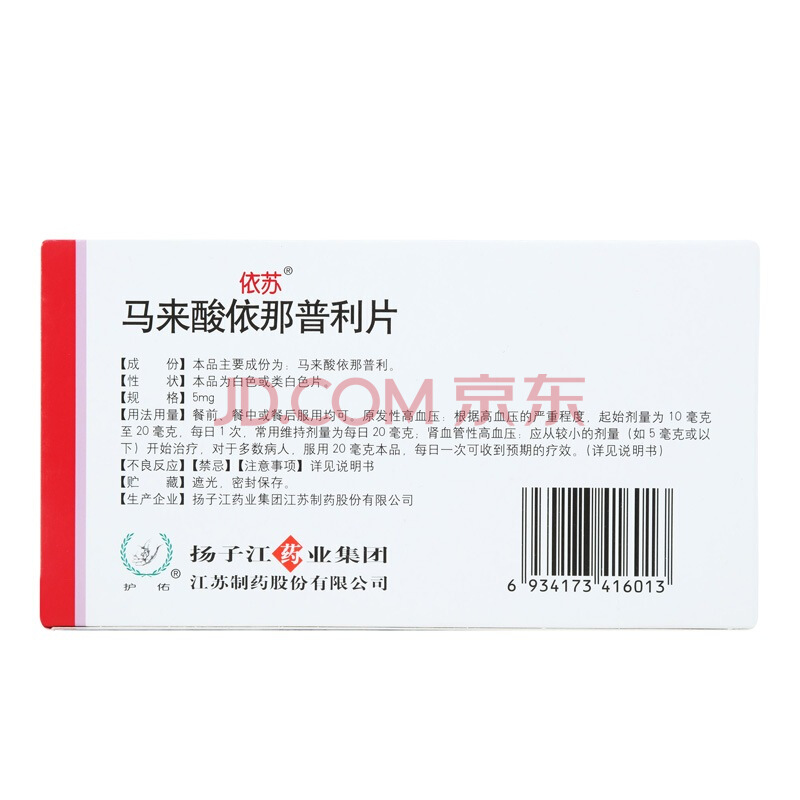 依苏®
马来酸依那普利片
【成 份】本品主要成份为：马来酸依那普利。
【性 状】本品为白色或类白色片。
【规 格】5mg
【用法用量】餐前、餐中或餐后服用均可。原发性高血压：根据高血压的严重程度，起始剂量为10毫克
至20毫克，每日1次，常用维持剂量为每日20毫克；肾血管性高血压：应从较小的剂量（如5毫克或以
下）开始治疗，对于多数病人，服用20毫克本品，每日一次可收到预期的疗效。（详见说明书）
【不良反应】【禁忌】【注意事项】详见说明书
【贮 藏】遮光，密封保存。
【生产企业】扬子江药业集团江苏制药股份有限公司
JD.COM 京东
护佑®
扬子江药业集团
江苏制药股份有限公司
6 934173 416013